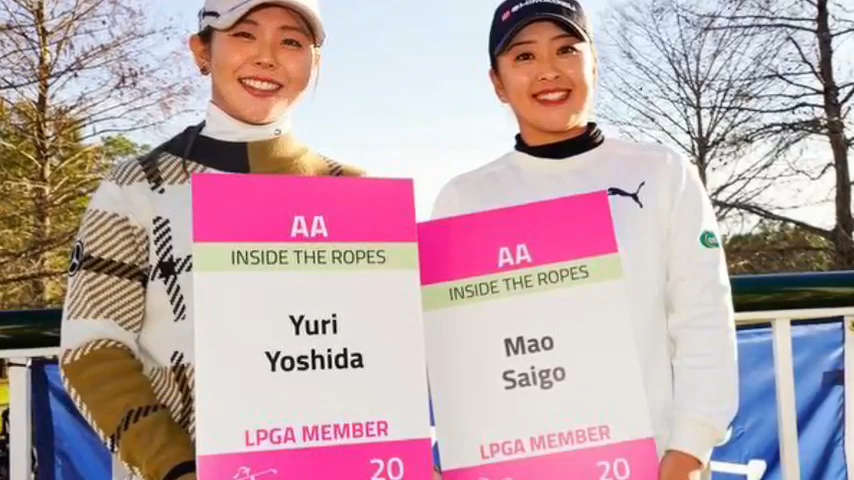 AA
INSIDE THE ROPES
Yuri
Yoshida
LPGA MEMBER
20
AA
INSIDE THE ROPES
Mao
Saigo
LPGA MEMBER
20